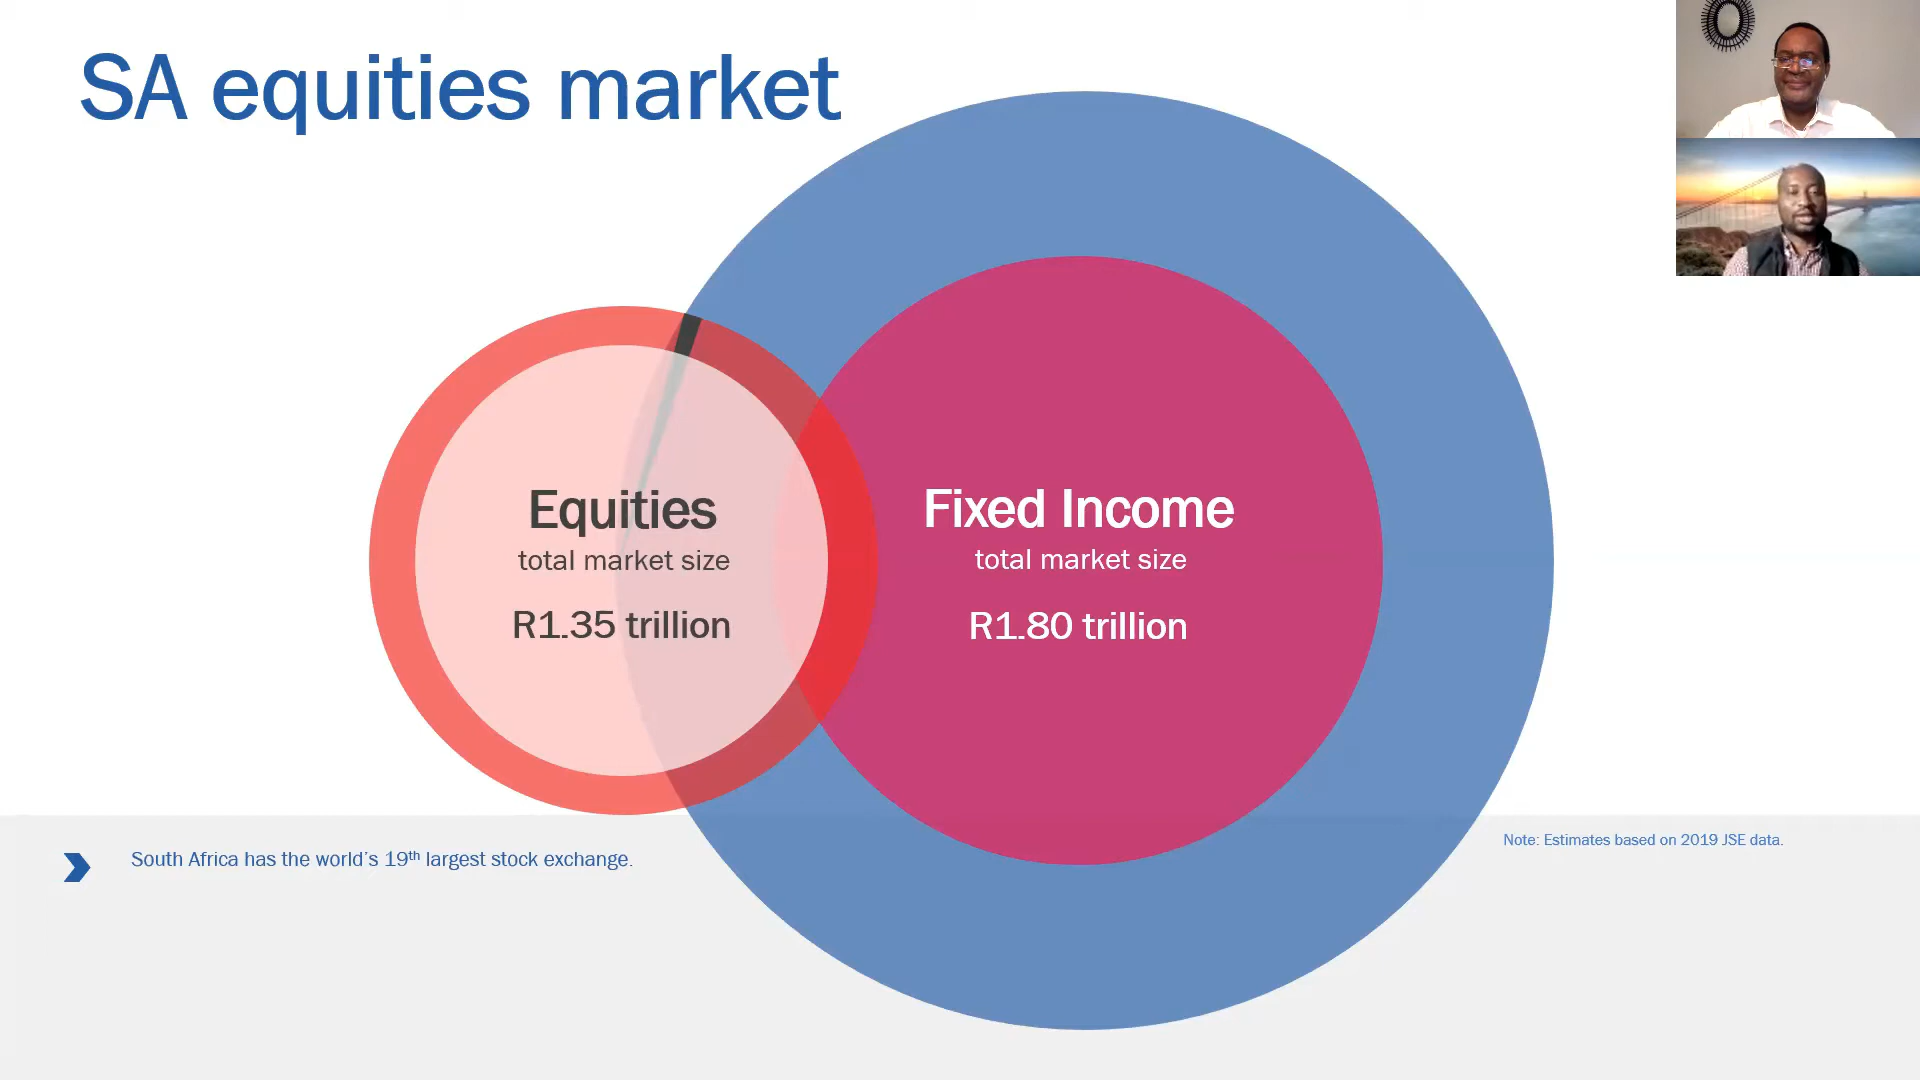 SA equities market
Equities
total market size
R1.35 trillion
Fixed Income
total market size
R1.80 trillion
South Africa has the world’s 19th largest stock exchange.
Note: Estimates based on 2019 JSE data.